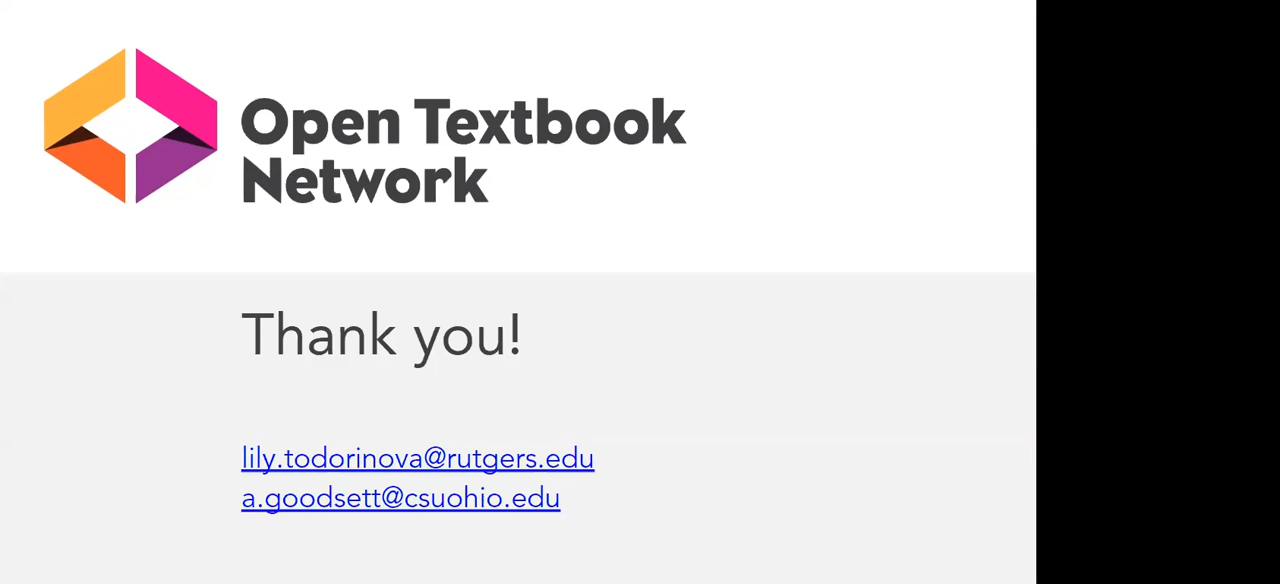 Open Textbook
Network
Thank you!
lily.todorinova@rutgers.edu
a.goodsett@csuohio.edu